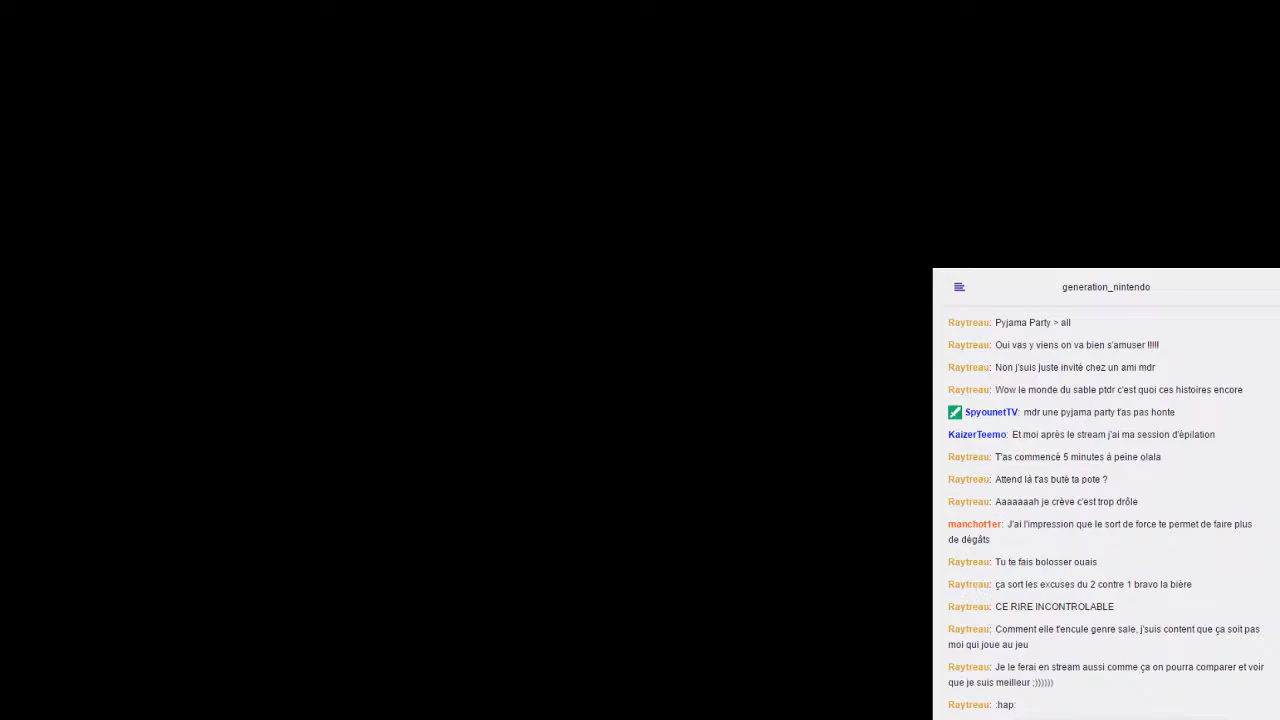 generation_nintendo
Raytreau: Pyjama Party > all
Raytreau: Oui vas y viens on va bien s'amuser !!!!!
Raytreau: Non j'suis juste invité chez un ami mdr
Raytreau: Wow le monde du sable ptdr c'est quoi ces histoires encore
SpyounetTV: mdr une pyjama party t'as pas honte
KaizerTeemo: Et moi après le stream j'ai ma session d'épilation
Raytreau: T'as commencé 5 minutes à peine olala
Raytreau: Attend là t'as buté ta pote ?
Raytreau: Aaaaaaah je crève c'est trop drôle
manchot1er: J'ai l'impression que le sort de force te permet de faire plus
de dégâts
Raytreau: Tu te fais bolosser ouais
Raytreau: ça sort les excuses du 2 contre 1 bravo la bière
Raytreau: CE RIRE INCONTROLABLE
Raytreau: Comment elle t'encule genre sale, j'suis content que ça soit pas
moi qui joue au jeu
Raytreau: Je le ferai en stream aussi comme ça on pourra comparer et voir
que je suis meilleur ;))))))
Raytreau: :hap: